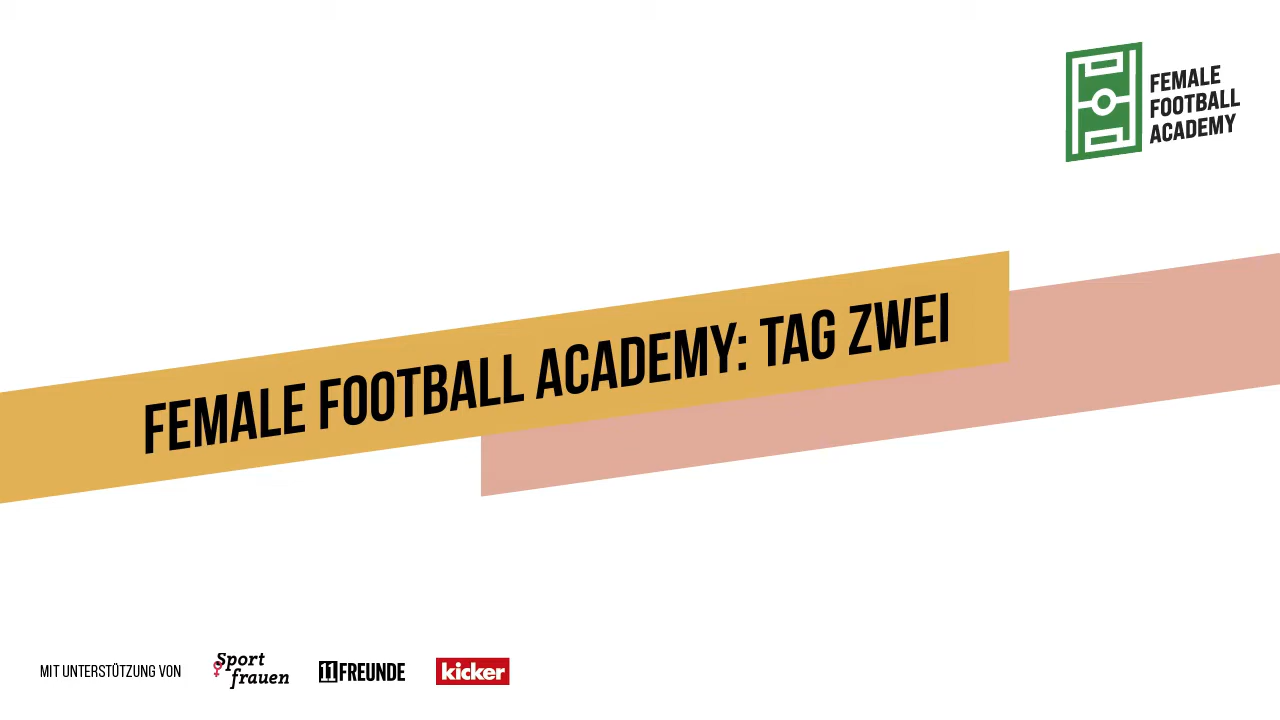 FEMALE
FOOTBALL
ACADEMY
FEMALE FOOTBALL ACADEMY: TAG ZWEI
MIT UNTERSTÜTZUNG VON
Sport
frauen
11FREUNDE
kicker